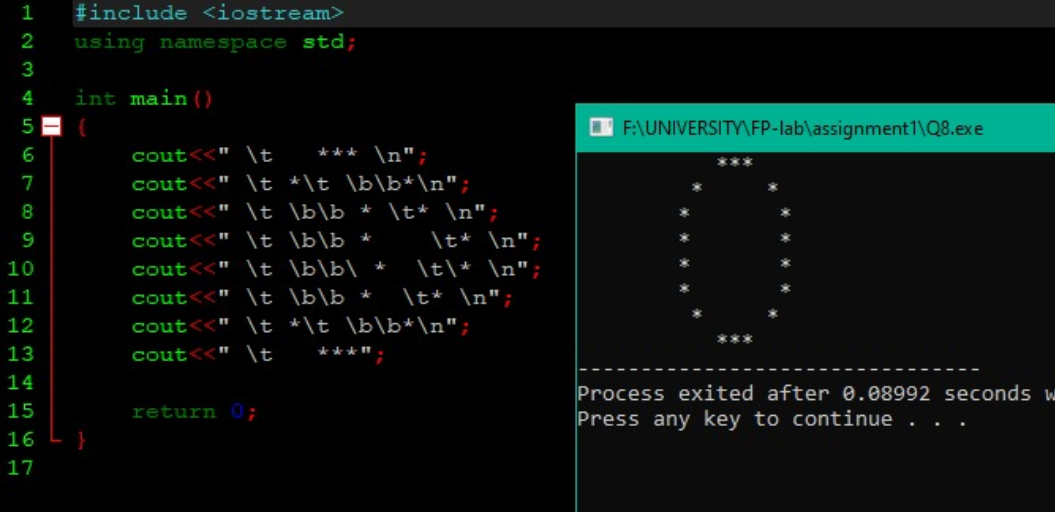 1 #include <iostream>
2 using namespace std;
3
4 int main()
5 {
6 cout<<" \t   *** \n";
7 cout<<" \t *\t \b\b*\n";
8 cout<<" \t \b\b * \t* \n";
9 cout<<" \t \b\b *    \t* \n";
10 cout<<" \t \b\b\ *  \t\* \n";
11 cout<<" \t \b\b *  \t* \n";
12 cout<<" \t *\t \b\b*\n";
13 cout<<" \t   ***";
14
15 return 0;
16 }
17
F:\UNIVERSITY\FP-lab\assignment1\Q8.exe
   ***
 *     *
*       *
*       *
*       *
*       *
 *     *
   ***
--------------------------------
Process exited after 0.08992 seconds w
Press any key to continue . . .